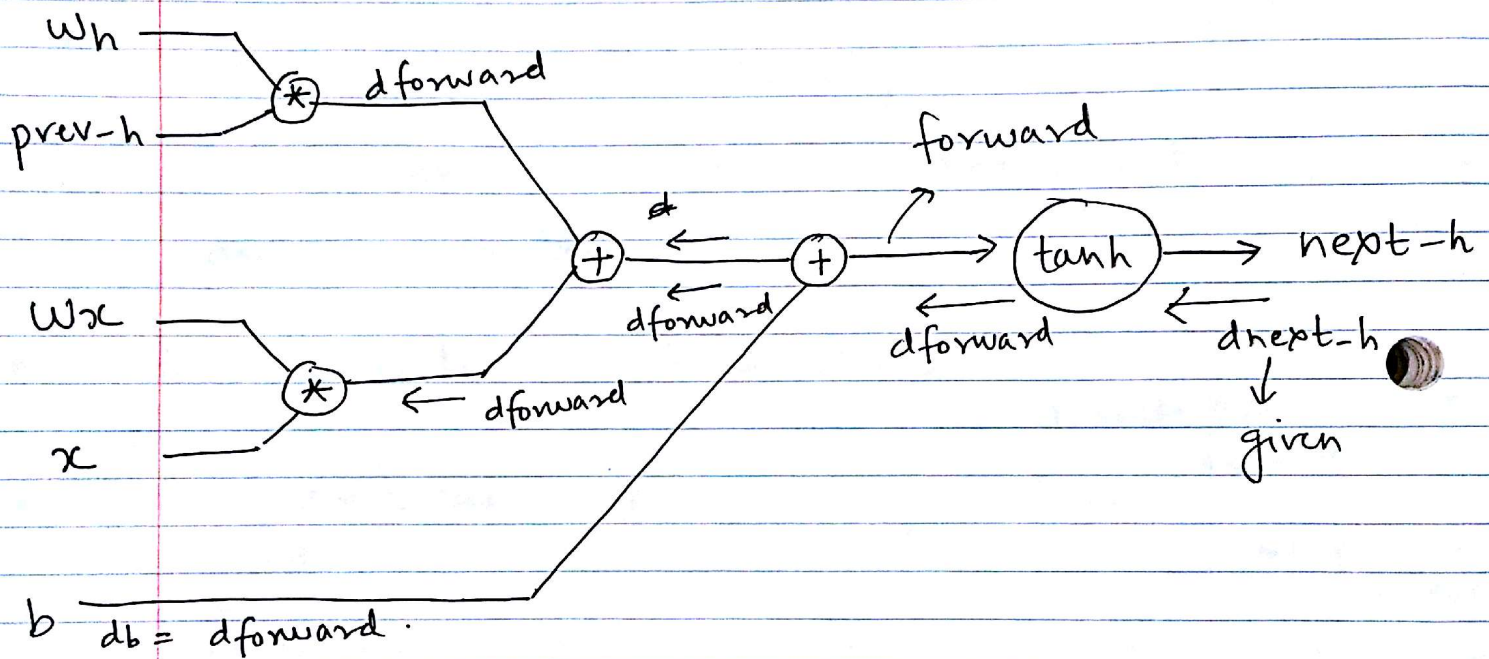 Wh
* dforward
prev-h
forward
d
+ + tanh next-h
dforward
dforward
dnext-h
Wx
* dforward
given
x
b
db = dforward.